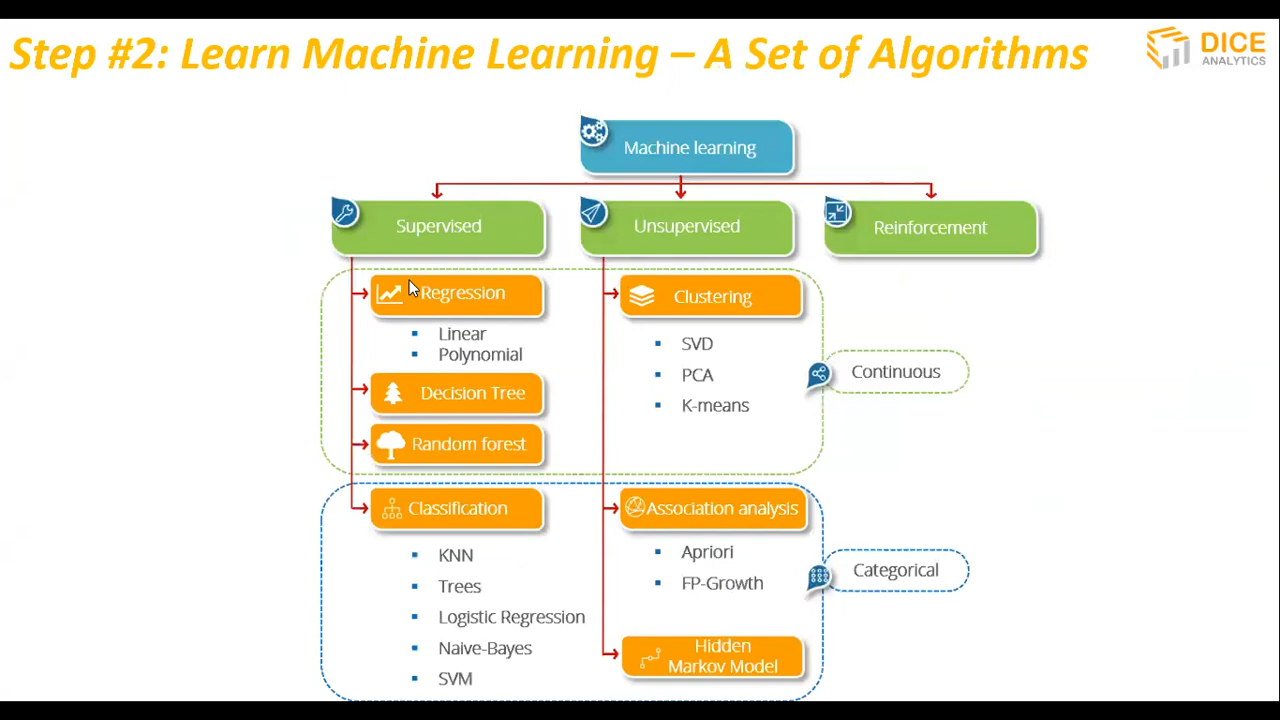 Step #2: Learn Machine Learning – A Set of Algorithms
DICE
ANALYTICS
Machine learning
Supervised
Unsupervised
Reinforcement
Regression
Linear
Polynomial
Decision Tree
Random forest
Clustering
SVD
PCA
K-means
Continuous
Classification
KNN
Trees
Logistic Regression
Naive-Bayes
SVM
Association analysis
Apriori
FP-Growth
Hidden
Markov Model
Categorical